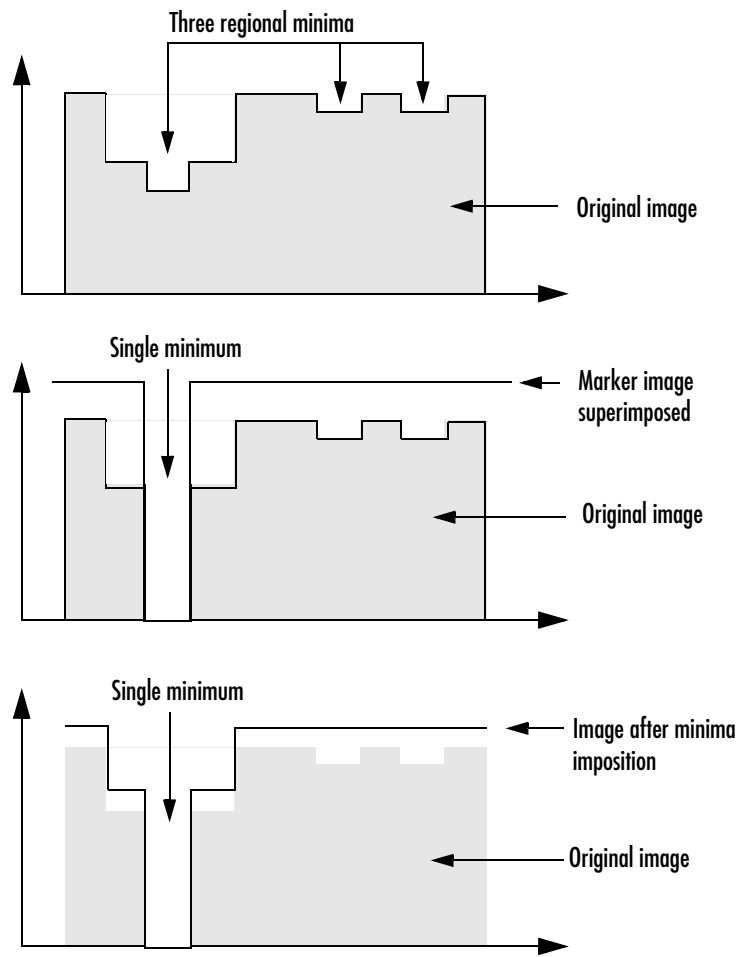 Three regional minima
Original image
Single minimum
Marker image
superimposed
Original image
Single minimum
Image after minima
imposition
Original image